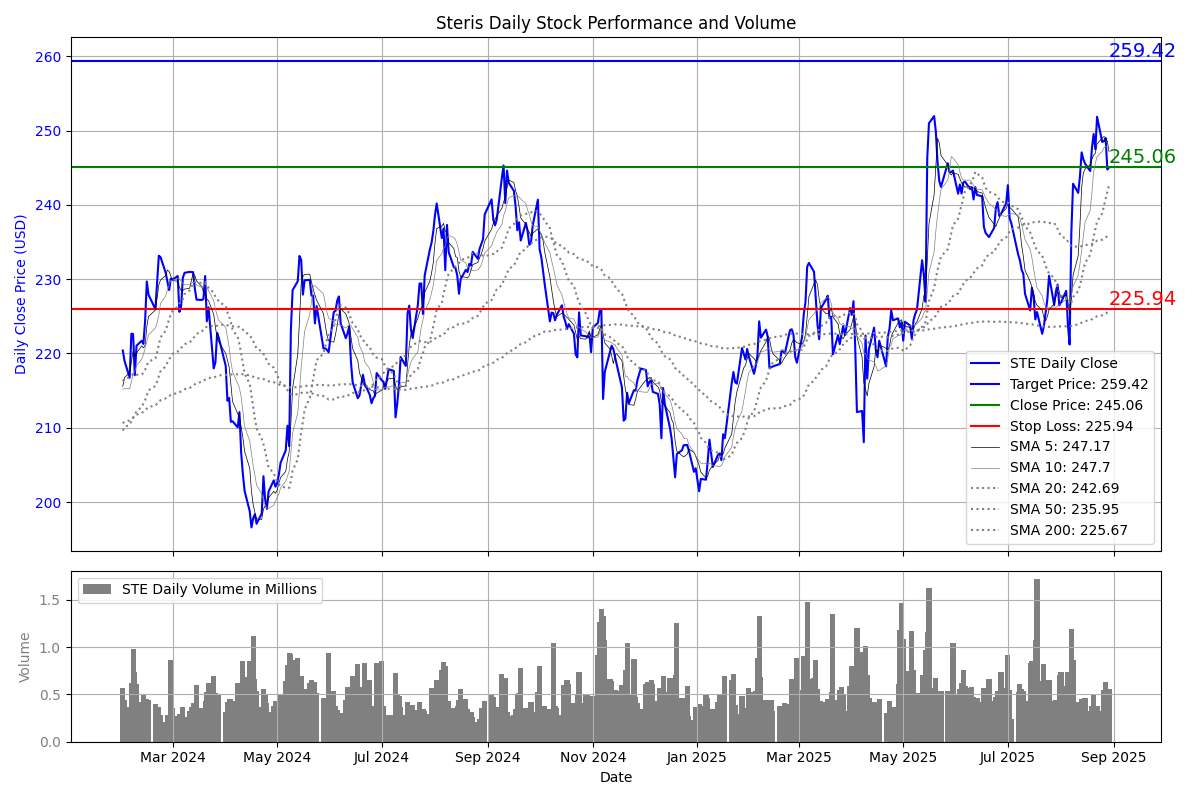 Steris Daily Stock Performance and Volume
Daily Close Price (USD)
260
250
240
230
220
210
200
259.42
245.06
225.94
STE Daily Close
Target Price: 259.42
Close Price: 245.06
Stop Loss: 225.94
SMA 5: 247.17
SMA 10: 247.7
SMA 20: 242.69
SMA 50: 235.95
SMA 200: 225.67
Volume
1.5
1.0
0.5
0.0
STE Daily Volume in Millions
Mar 2024 May 2024 Jul 2024 Sep 2024 Nov 2024 Jan 2025 Mar 2025 May 2025 Jul 2025 Sep 2025
Date